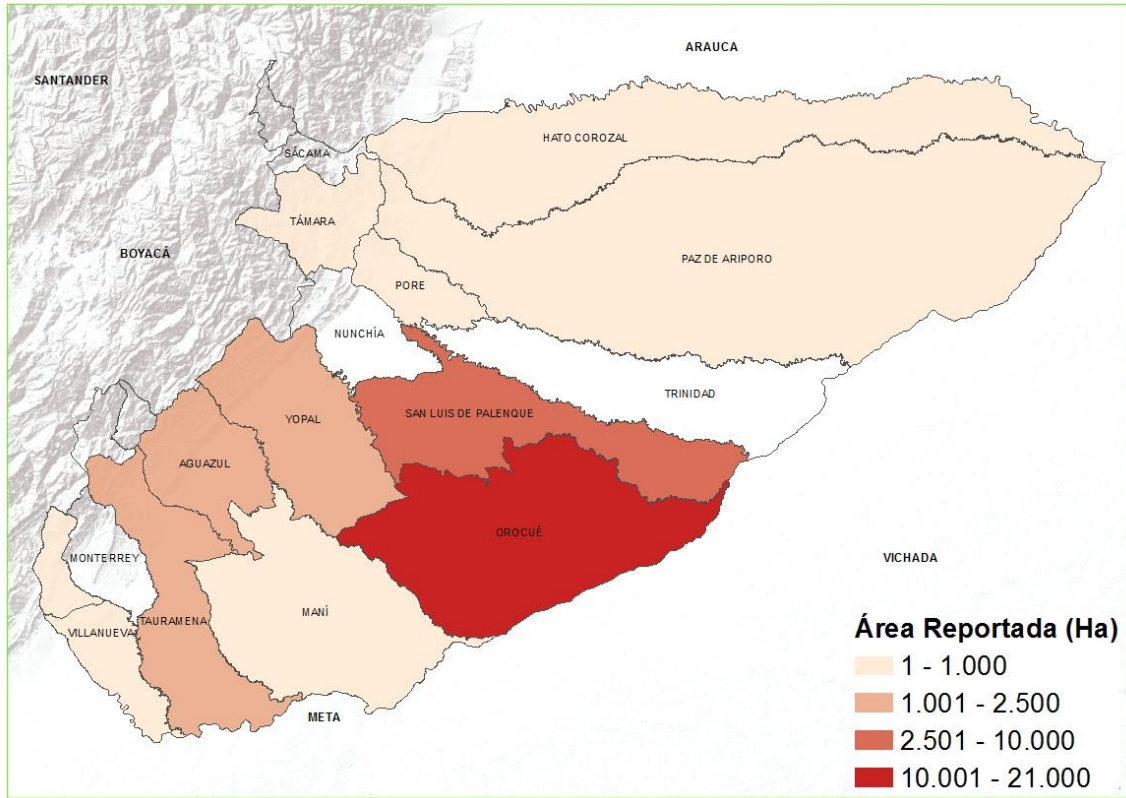 ARAUCA
SANTANDER
HATO COROZAL
SÁCAMA
TÁMARA
BOYACÁ
PAZ DE ARIPORO
PORE
NUNCHÌA
TRINIDAD
SAN LUIS DE PALENQUE
YOPAL
AGUAZUL
OROCUÊ
MONTERREY
VICHADA
MANÍ
TAURAMENA
VILLANUEVA
META
Área Reportada (Ha)
1 - 1.000
1.001 - 2.500
2.501 - 10.000
10.001 - 21.000